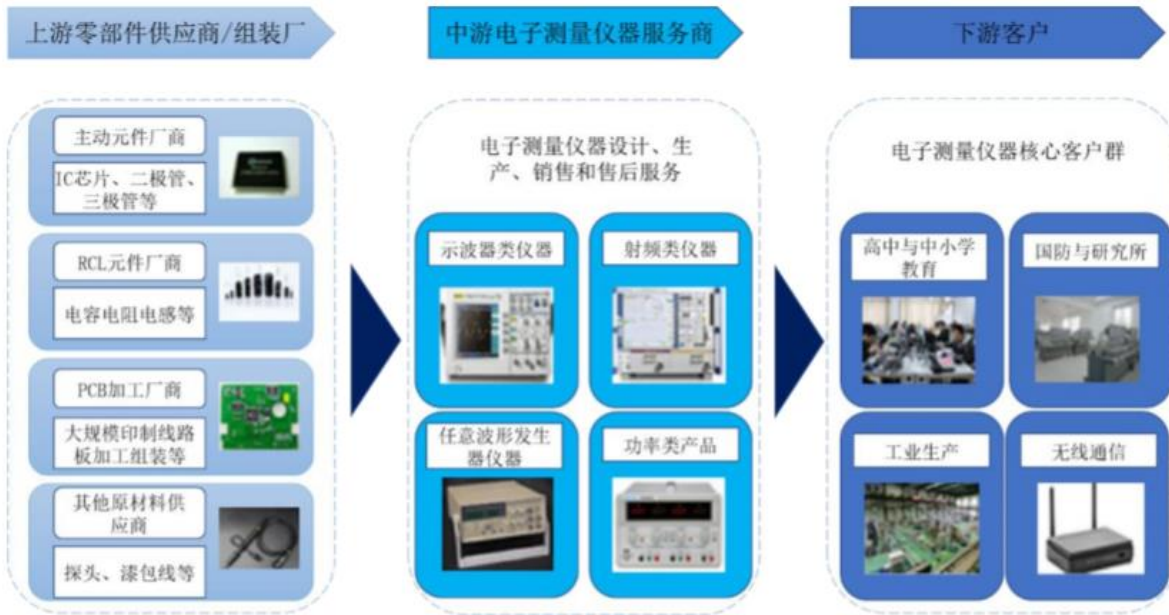 上游零部件供应商/组装厂
中游电子测量仪器服务商
下游客户
主动元件厂商
IC芯片、二极管、
三极管等
RCL元件厂商
电容电阻电感等
PCB加工厂商
大规模印制线路
板加工组装等
其他原材料供
应商
探头、漆包线等
电子测量仪器设计、生
产、销售和售后服务
示波器类仪器
射频类仪器
任意波形发生
器仪器
功率类产品
电子测量仪器核心客户群
高中与中小学
教育
国防与研究所
工业生产
无线通信